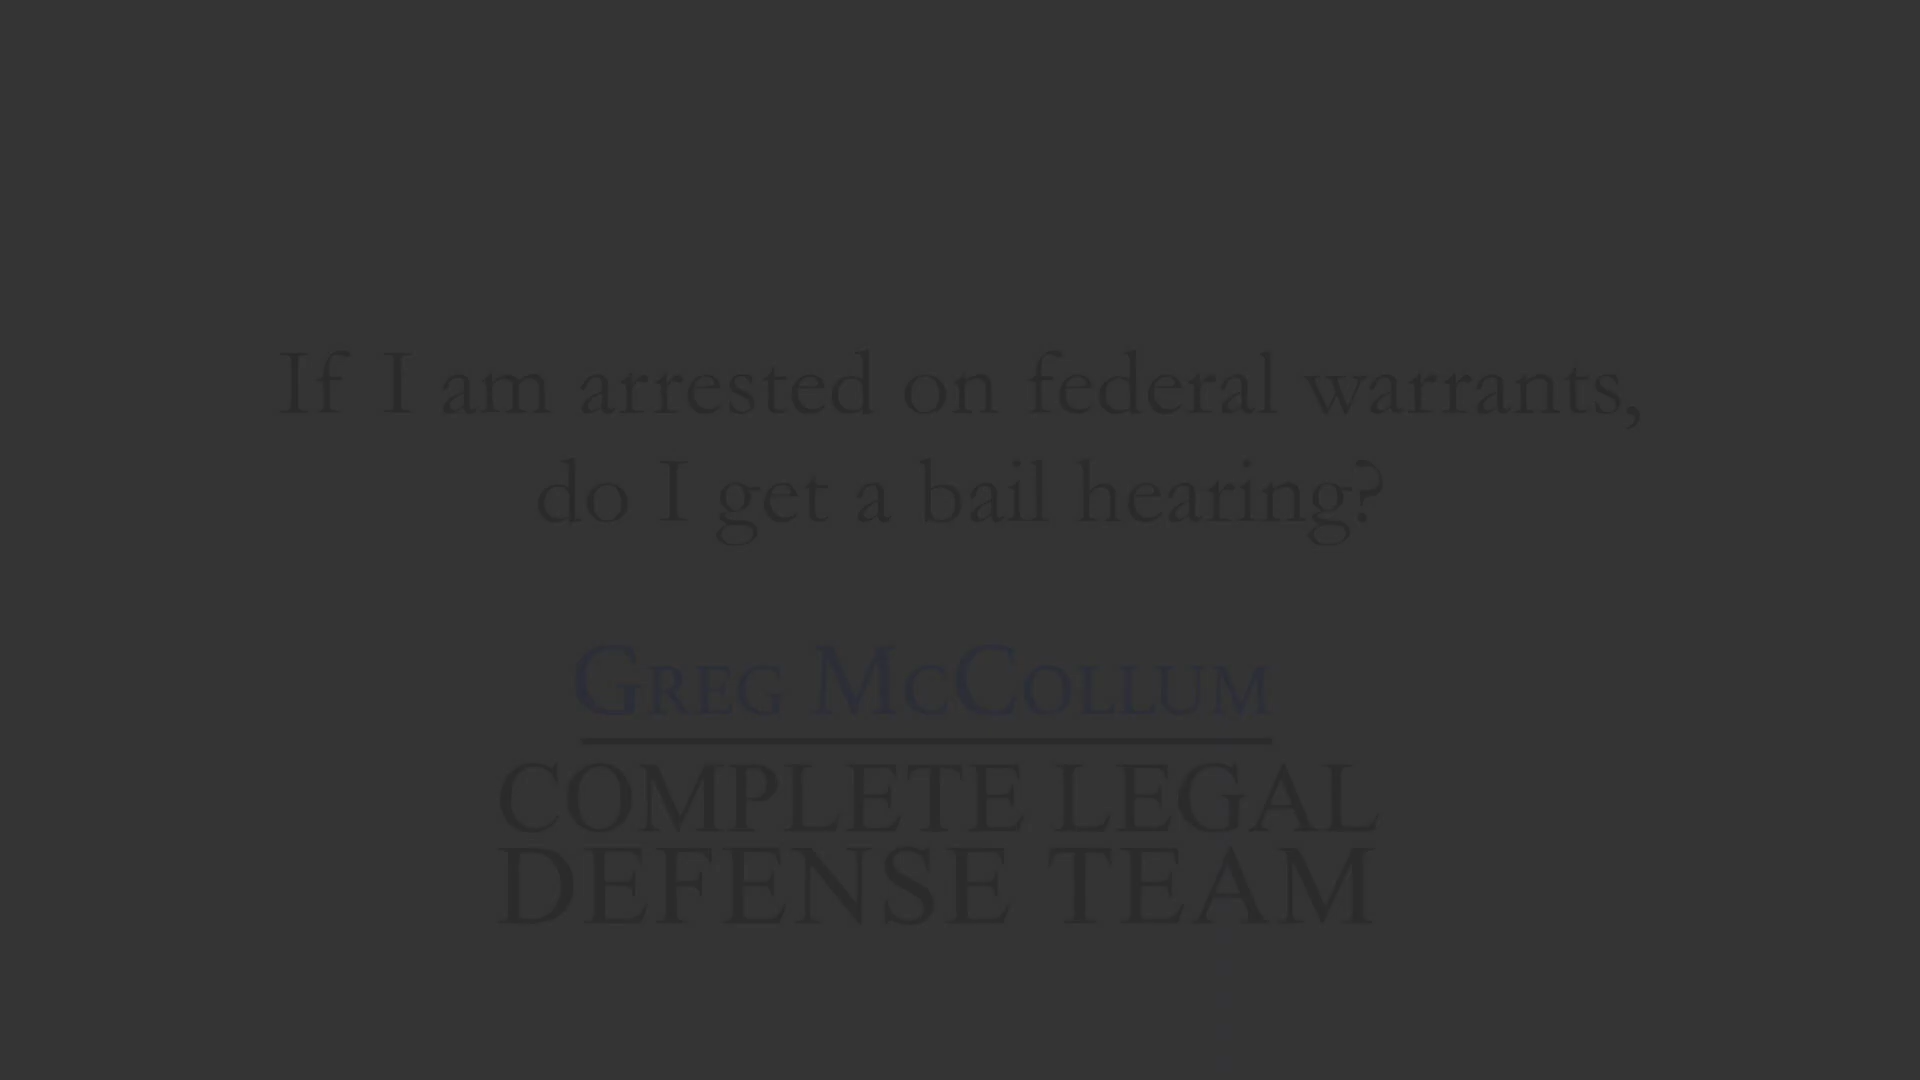 If I am arrested on federal warrants,
do I get a bail hearing?
GREG MCCOLLUM
COMPLETE LEGAL
DEFENSE TEAM